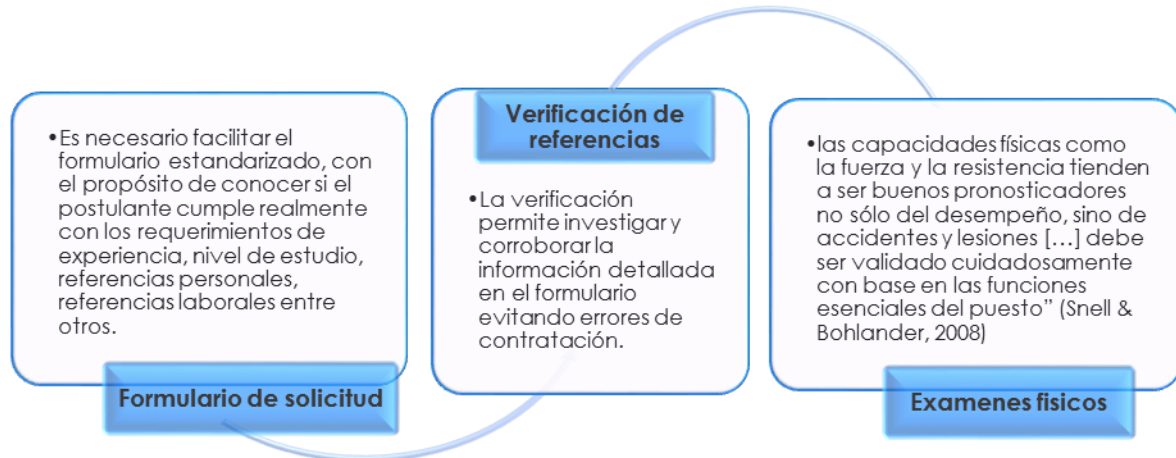 •Es necesario facilitar el
formulario estandarizado, con
el propósito de conocer si el
postulante cumple realmente
con los requerimientos de
experiencia, nivel de estudio,
referencias personales,
referencias laborales entre
otros.
Formulario de solicitud
Verificación de
referencias
•La verificación
permite investigar y
corroborar la
información detallada
en el formulario
evitando errores de
contratación.
•las capacidades físicas como
la fuerza y la resistencia tienden
a ser buenos pronosticadores
no sólo del desempeño, sino de
accidentes y lesiones [...] debe
ser validado cuidadosamente
con base en las funciones
esenciales del puesto” (Snell &
Bohlander, 2008)
Examenes fisicos